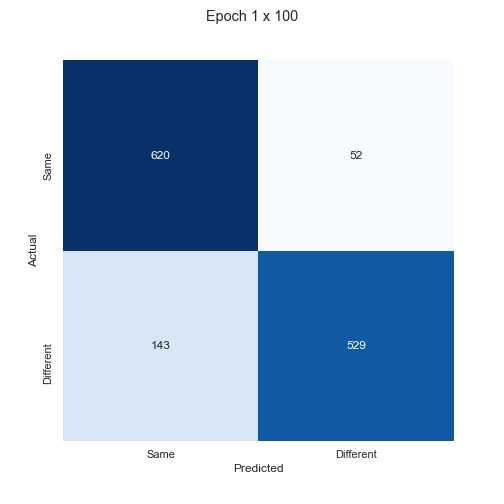 Epoch 1 x 100
Actual
Same
620
52
Different
143
529
Same
Different
Predicted